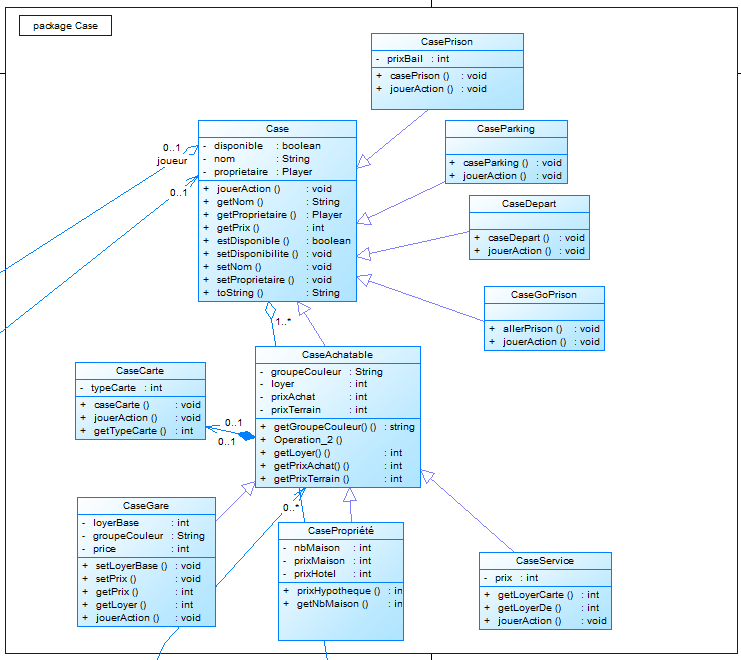 package Case
CasePrison
- prixBail : int
+ casePrison () : void
+ jouerAction () : void
Case
- disponible : boolean
- nom : String
- proprietaire : Player
+ jouerAction () : void
+ getNom () : String
+ getProprietaire () : Player
+ getPrix () : int
+ estDisponible () : boolean
+ setDisponibilite () : void
+ setNom () : void
+ setProprietaire () : void
+ toString () : String
0..1
joueur
0..1
1..*
CaseParking
+ caseParking () : void
+ jouerAction () : void
CaseDepart
+ caseDepart () : void
+ jouerAction () : void
CaseGoPrison
+ allerPrison () : void
+ jouerAction () : void
CaseAchatable
- groupeCouleur : String
- loyer : int
- prixAchat : int
- prixTerrain : int
+ getGroupeCouleur() () : string
+ Operation_2 ()
+ getLoyer() () : int
+ getPrixAchat() () : int
+ getPrixTerrain() : int
CaseCarte
- typeCarte : int
+ caseCarte () : void
+ jouerAction () : void
+ getTypeCarte () : int
0..1
0..1
CaseGare
- loyerBase : int
- groupeCouleur : String
- price : int
+ setLoyerBase () : void
+ setPrix () : void
+ getPrix () : int
+ getLoyer () : int
+ jouerAction () : void
0..*
CasePropriété
- nbMaison : int
- prixMaison : int
- prixHotel : int
+ prixHypotheque () : in
+ getNbMaison () : in
CaseService
- prix : int
+ getLoyerCarte () : int
+ getLoyerDe () : int
+ jouerAction () : void